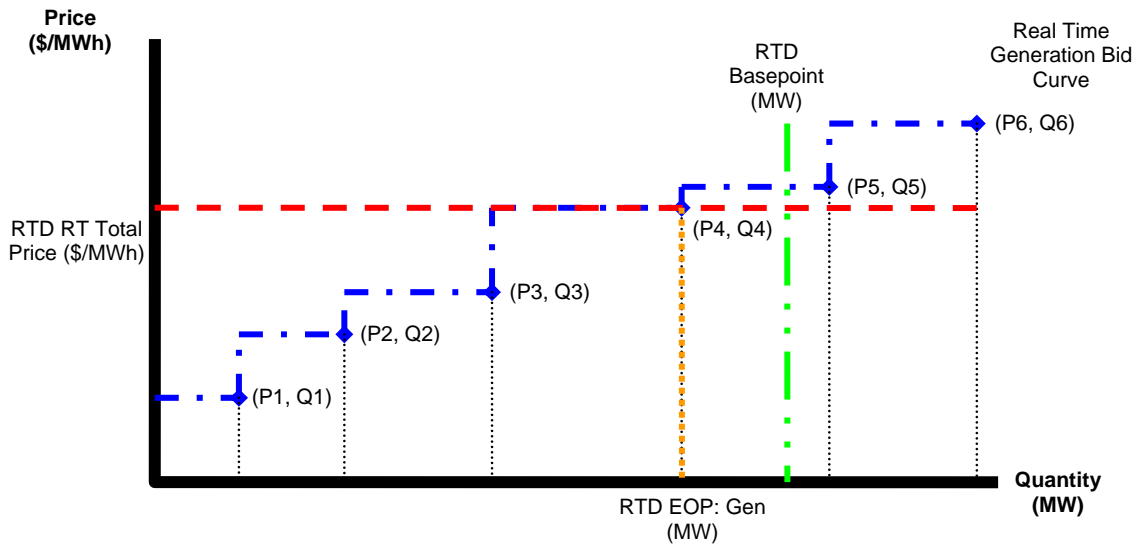 Price
($/MWh)
RTD
Basepoint
(MW)
Real Time
Generation Bid
Curve
(P6, Q6)
(P5, Q5)
(P4, Q4)
RTD RT Total
Price ($/MWh)
(P3, Q3)
(P2, Q2)
(P1, Q1)
Quantity
(MW)
RTD EOP: Gen
(MW)